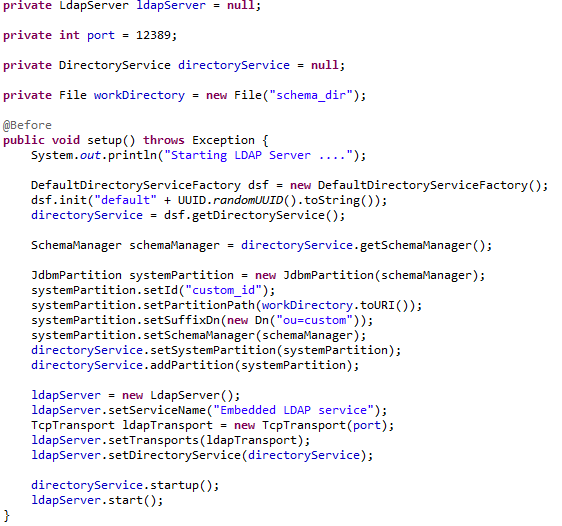 private LdapServer ldapServer = null;
private int port = 12389;
private DirectoryService directoryService = null;
private File workDirectory = new File("schema_dir");
@Before
public void setup() throws Exception {
System.out.println("Starting LDAP Server ....");
DefaultDirectoryServiceFactory dsf = new DefaultDirectoryServiceFactory();
dsf.init("default" + UUID.randomUUID().toString());
directoryService = dsf.getDirectoryService();
SchemaManager schemaManager = directoryService.getSchemaManager();
JdbmPartition systemPartition = new JdbmPartition(schemaManager);
systemPartition.setId("custom_id");
systemPartition.setPartitionPath(workDirectory.toURI());
systemPartition.setSuffixDn(new Dn("ou=custom"));
systemPartition.setSchemaManager(schemaManager);
directoryService.setSystemPartition(systemPartition);
directoryService.addPartition(systemPartition);
ldapServer = new LdapServer();
ldapServer.setServiceName("Embedded LDAP service");
TcpTransport ldapTransport = new TcpTransport(port);
ldapServer.setTransports(ldapTransport);
ldapServer.setDirectoryService(directoryService);
directoryService.startup();
ldapServer.start();
}